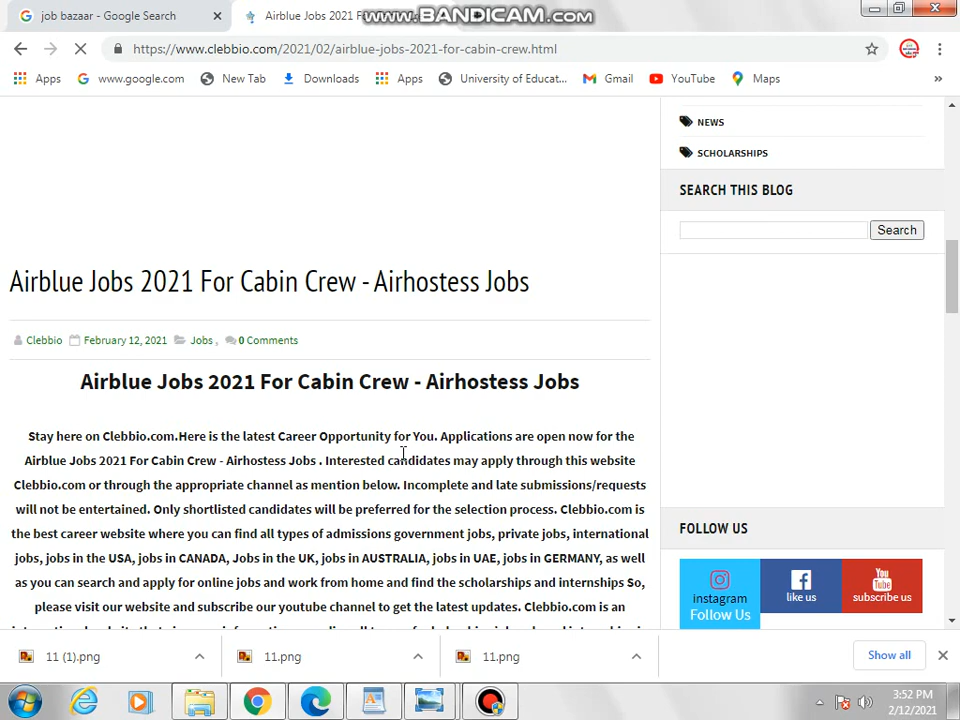 job bazaar - Google Search
Airblue Jobs 2021 F
www.BANDICAM.com
https://www.clebbio.com/2021/02/airblue-jobs-2021-for-cabin-crew.html
Apps
www.google.com
New Tab
Downloads
Apps
University of Educat...
Gmail
YouTube
Maps
»
NEWS
SCHOLARSHIPS
SEARCH THIS BLOG
Search
Airblue Jobs 2021 For Cabin Crew - Airhostess Jobs
Clebbio February 12, 2021 Jobs , 0 Comments
Airblue Jobs 2021 For Cabin Crew - Airhostess Jobs
Stay here on Clebbio.com.Here is the latest Career Opportunity for You. Applications are open now for the
Airblue Jobs 2021 For Cabin Crew - Airhostess Jobs . Interested candidates may apply through this website
Clebbio.com or through the appropriate channel as mention below. Incomplete and late submissions/requests
will not be entertained. Only shortlisted candidates will be preferred for the selection process. Clebbio.com is
the best career website where you can find all types of admissions government jobs, private jobs, international
jobs, jobs in the USA, jobs in CANADA, Jobs in the UK, jobs in AUSTRALIA, jobs in UAE, jobs in GERMANY, as well
as you can search and apply for online jobs and work from home and find the scholarships and internships So,
please visit our website and subscribe our youtube channel to get the latest updates. Clebbio.com is an
FOLLOW US
instagram
Follow Us
like us
You Tube
subscribe us
11 (1).png
11.png
11.png
Show all
3:52 PM
2/12/2021